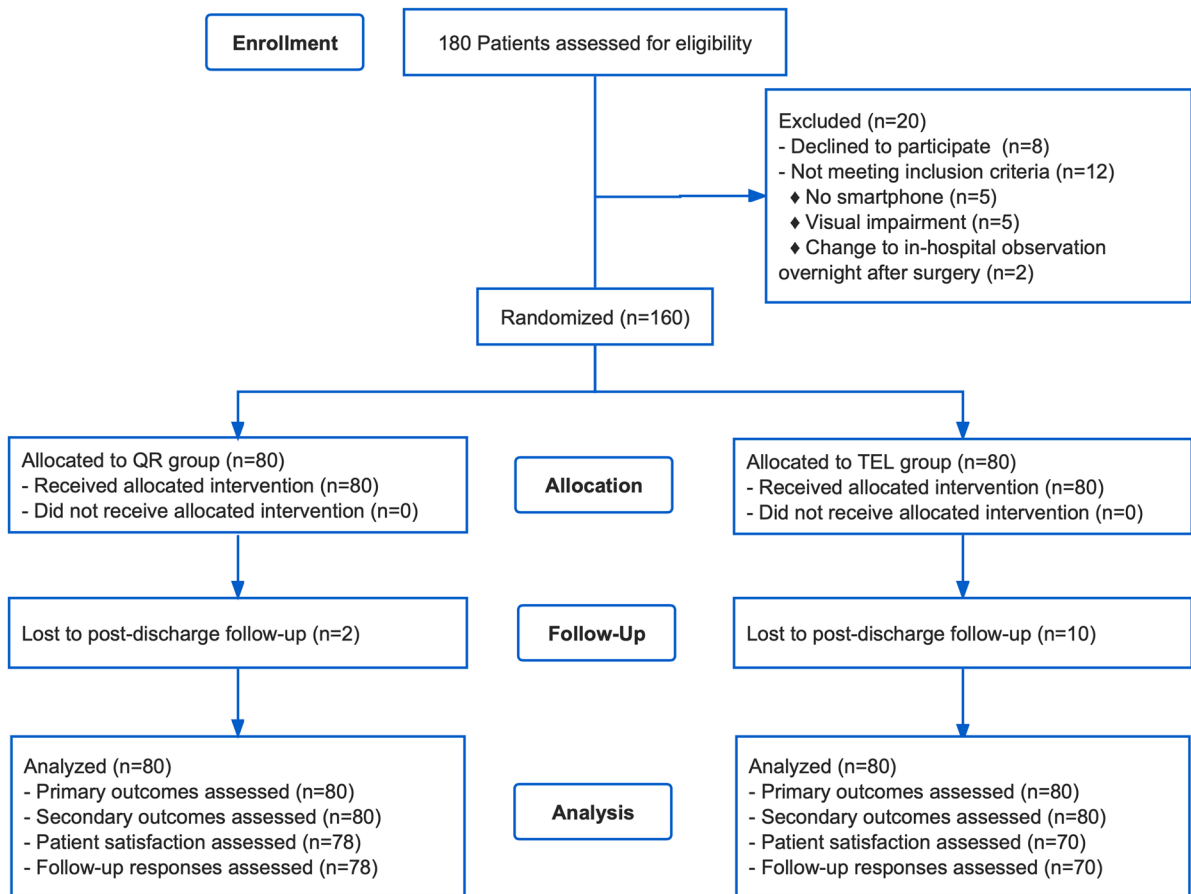 Enrollment
180 Patients assessed for eligibility
Excluded (n=20)
- Declined to participate  (n=8)
- Not meeting inclusion criteria (n=12)
♦ No smartphone (n=5)
♦ Visual impairment (n=5)
♦ Change to in-hospital observation
overnight after surgery (n=2)
Randomized (n=160)
Allocated to QR group (n=80)
- Received allocated intervention (n=80)
- Did not receive allocated intervention (n=0)
Allocation
Allocated to TEL group (n=80)
- Received allocated intervention (n=80)
- Did not receive allocated intervention (n=0)
Lost to post-discharge follow-up (n=2)
Follow-Up
Lost to post-discharge follow-up (n=10)
Analyzed (n=80)
- Primary outcomes assessed (n=80)
- Secondary outcomes assessed (n=80)
- Patient satisfaction assessed (n=78)
- Follow-up responses assessed (n=78)
Analysis
Analyzed (n=80)
- Primary outcomes assessed (n=80)
- Secondary outcomes assessed (n=80)
- Patient satisfaction assessed (n=70)
- Follow-up responses assessed (n=70)